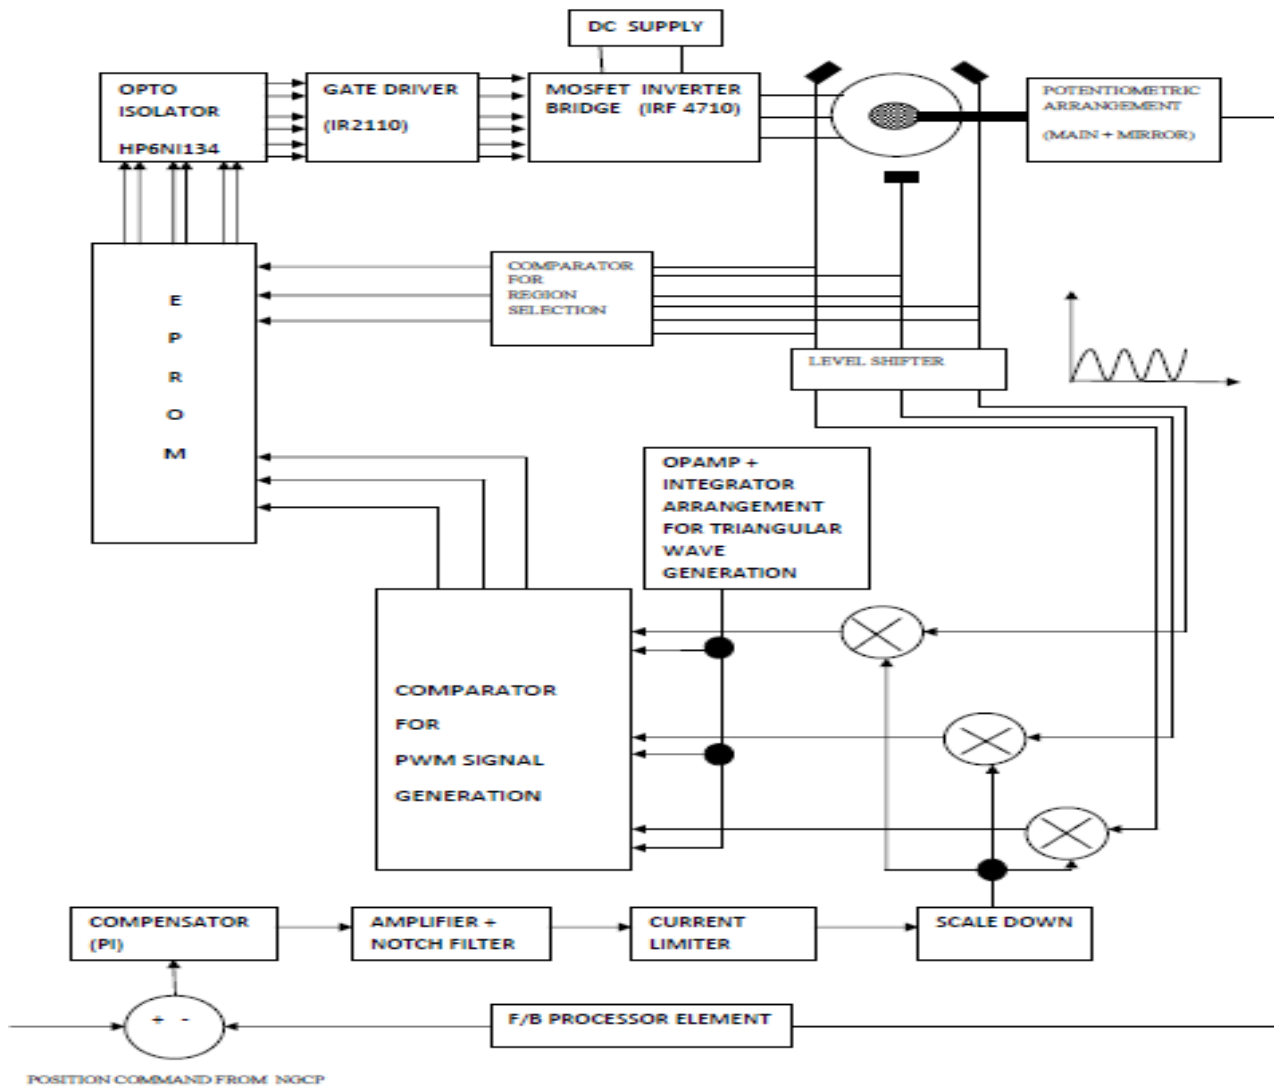 DC SUPPLY
OPTO
ISOLATOR
HP6NI134
GATE DRIVER
(IR2110)
MOSFET INVERTER
BRIDGE (IRF 4710)
POTENTIOMETRIC
ARRANGEMENT
(MAIN + MIRROR)
E
P
R
O
M
COMPARATOR
FOR
REGION
SELECTION
LEVEL SHIFTER
OPAMP +
INTEGRATOR
ARRANGEMENT
FOR TRIANGULAR
WAVE
GENERATION
COMPARATOR
FOR
PWM SIGNAL
GENERATION
COMPENSATOR
(PI)
AMPLIFIER +
NOTCH FILTER
CURRENT
LIMITER
SCALE DOWN
+ -
F/B PROCESSOR ELEMENT
POSITION COMMAND FROM NGCP